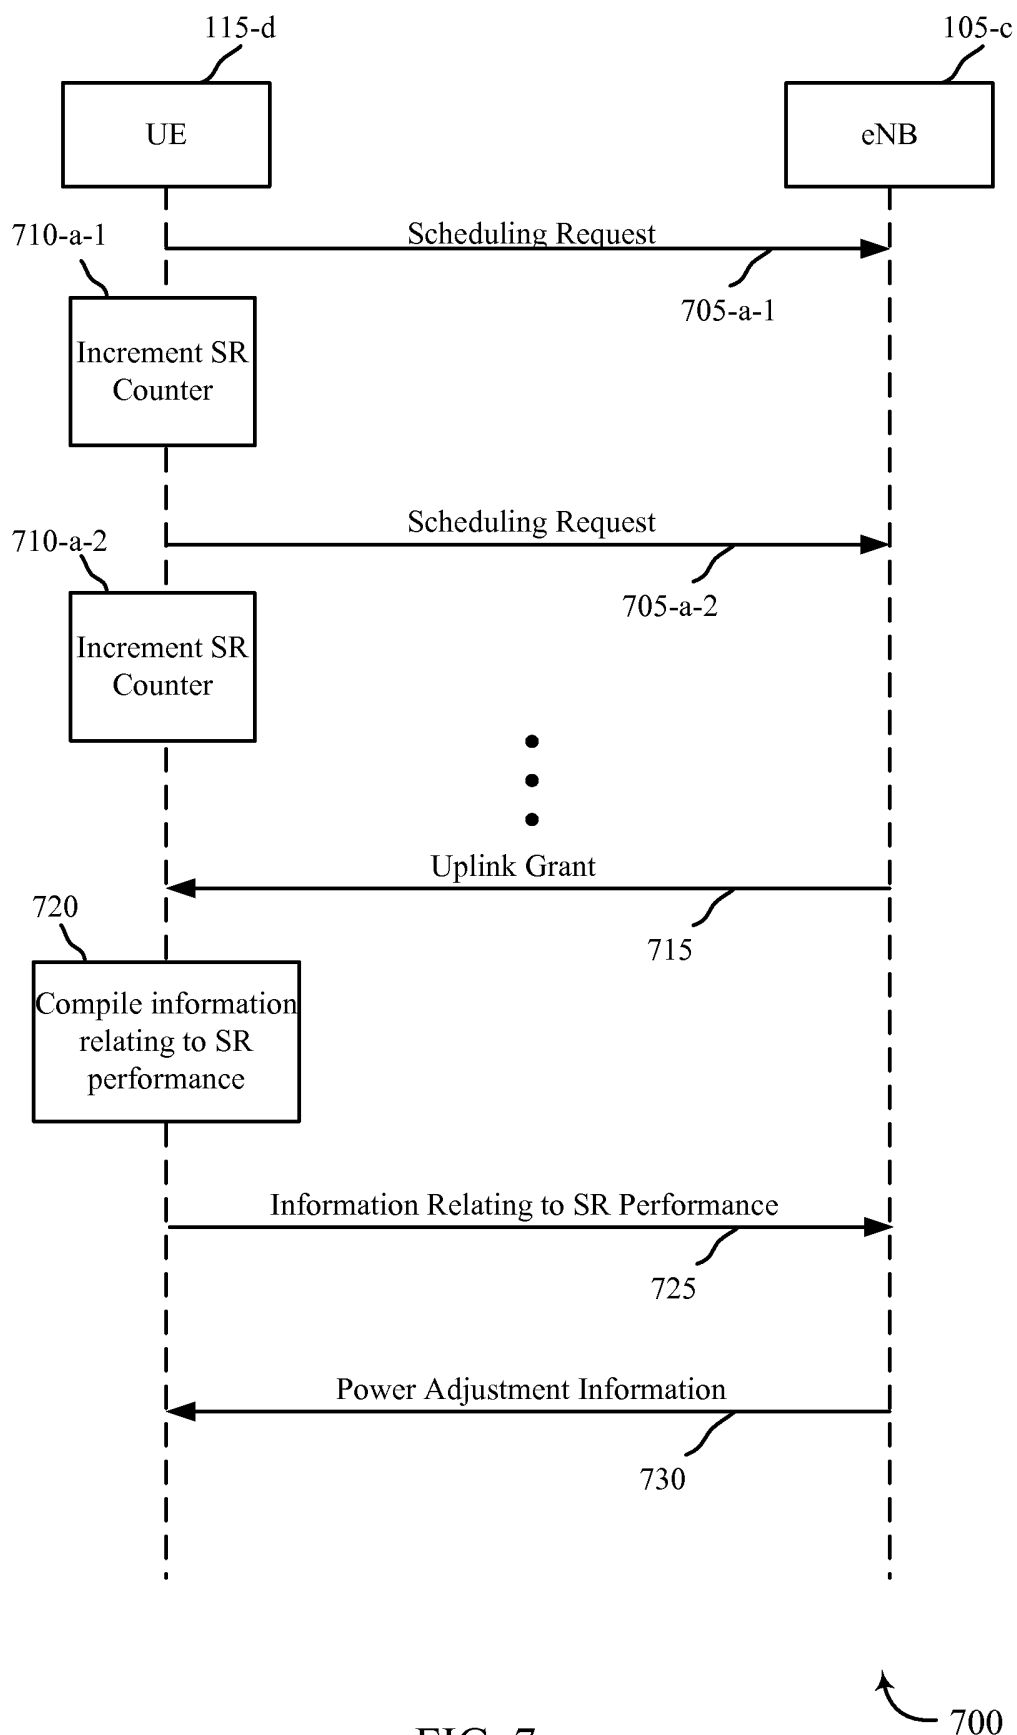 115-d
105-c
UE
eNB
710-a-1
Scheduling Request
705-a-1
Increment SR
Counter
Scheduling Request
710-a-2
705-a-2
Increment SR
Counter
Uplink Grant
720
715
Compile information
relating to SR
performance
Information Relating to SR Performance
725
Power Adjustment Information
730
700
FIG. 7